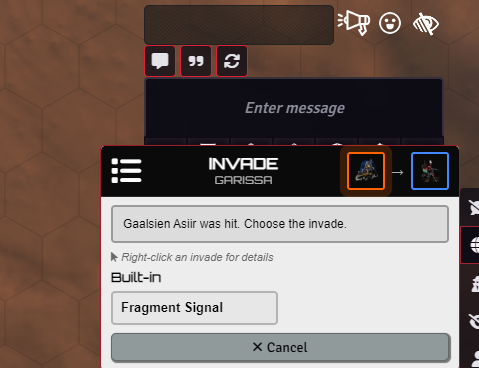 Enter message
INVADE
GARISSA
Gaalsien Asiir was hit. Choose the invade.
Right-click an invade for details
Built-in
Fragment Signal
✕ Cancel